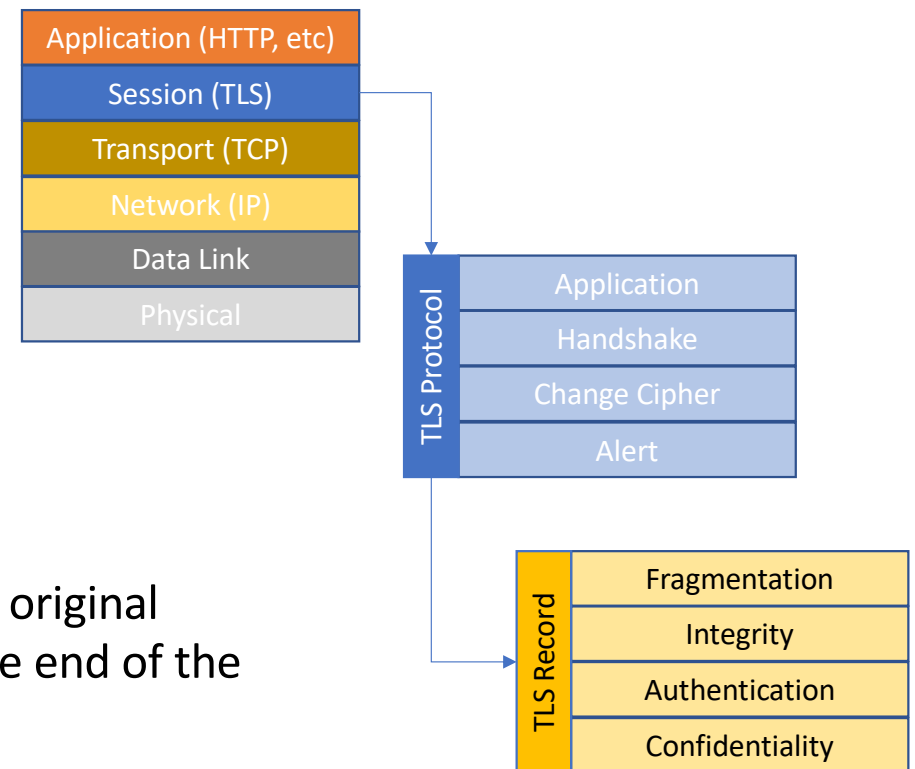 Application (HTTP, etc)
Session (TLS)
Transport (TCP)
Network (IP)
Data Link
Physical
TLS Protocol
Application
Handshake
Change Cipher
Alert
original
e end of the
TLS Record
Fragmentation
Integrity
Authentication
Confidentiality